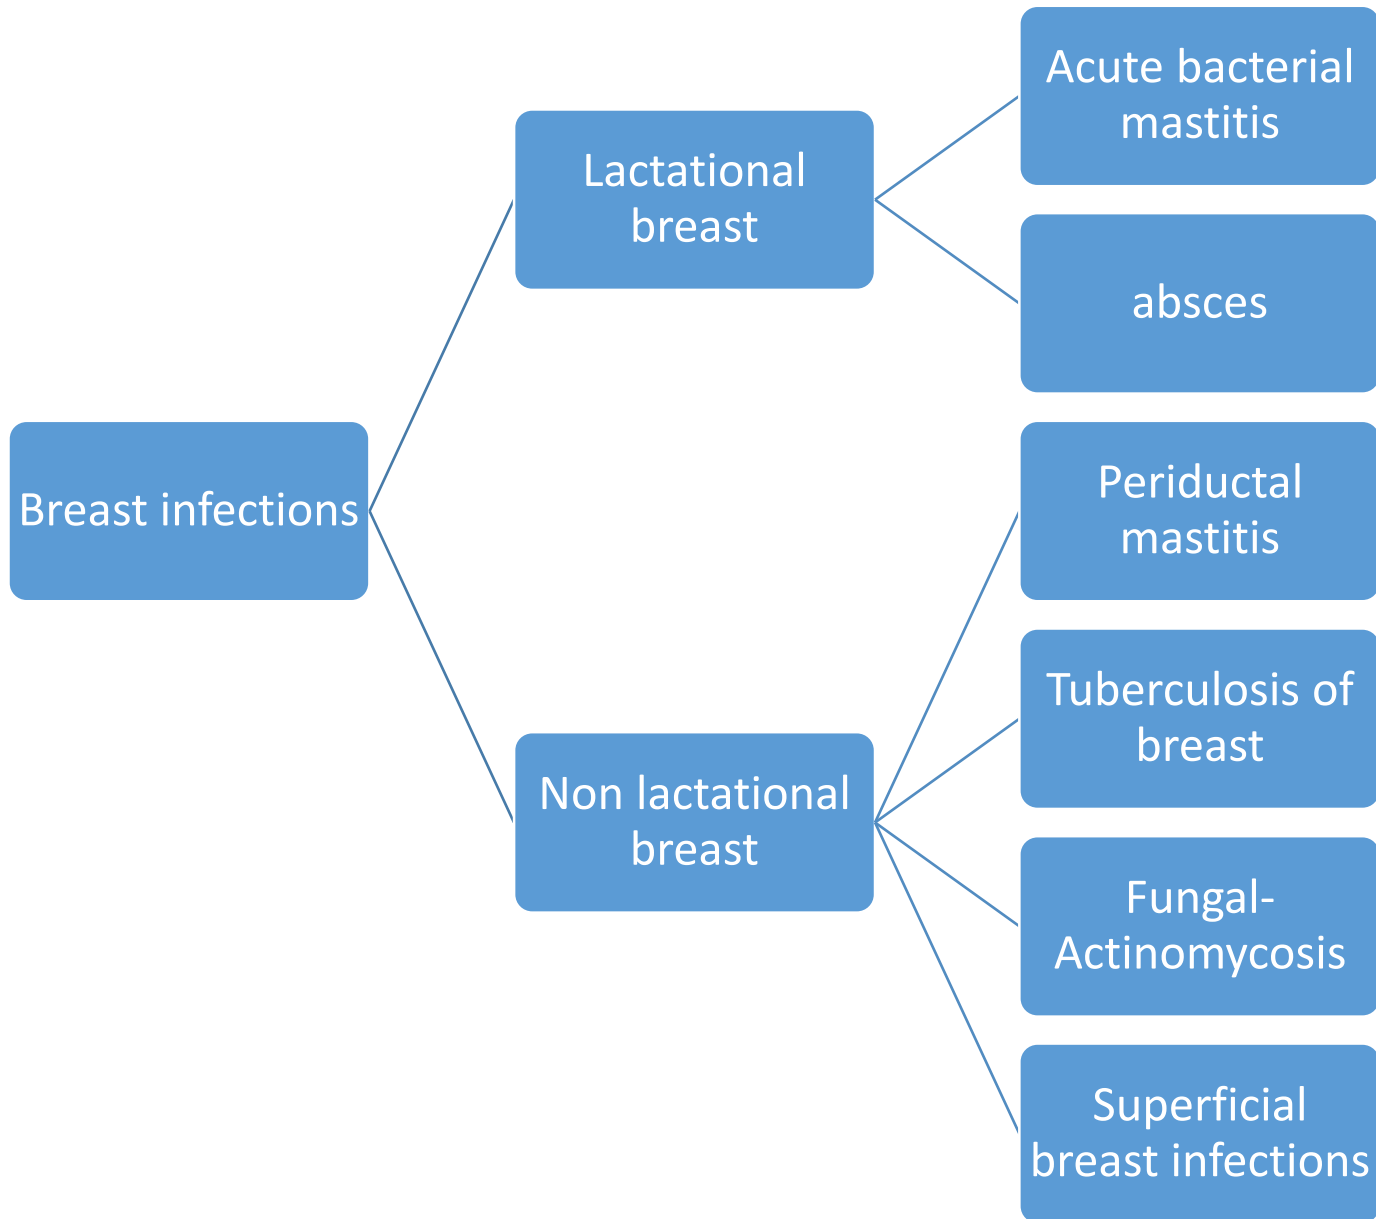 Breast infections
Lactational
breast
Acute bacterial
mastitis
absces
Non lactational
breast
Periductal
mastitis
Tuberculosis of
breast
Fungal-
Actinomycosis
Superficial
breast infections